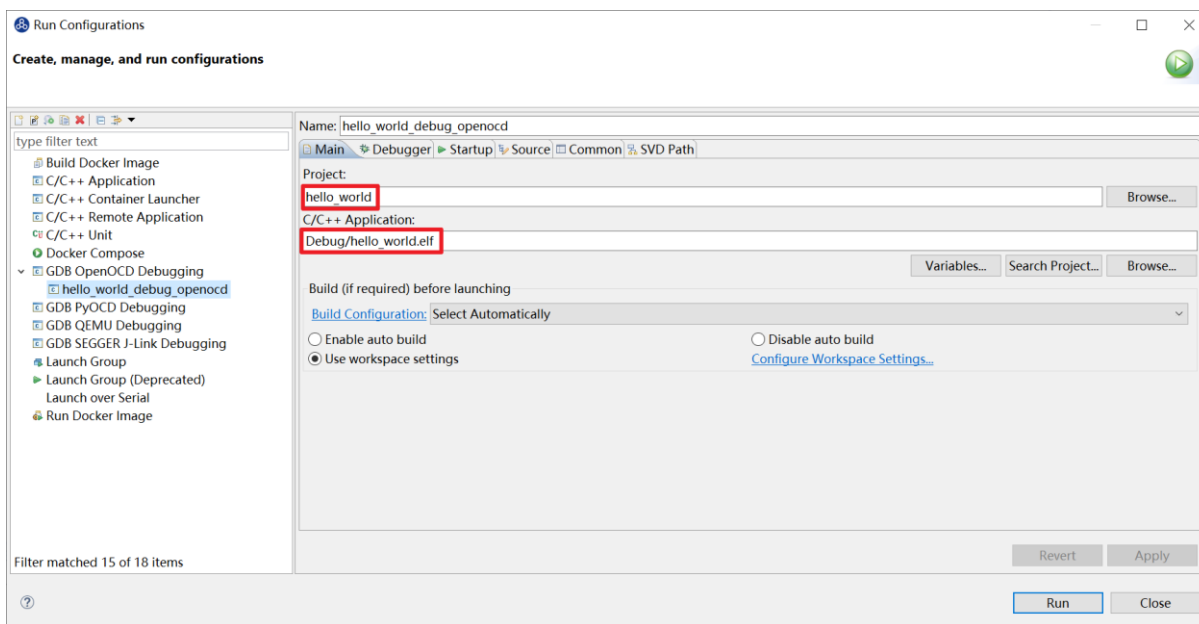 Run Configurations
Create, manage, and run configurations
type filter text
Build Docker Image
C/C++ Application
C/C++ Container Launcher
C/C++ Remote Application
C/C++ Unit
Docker Compose
GDB OpenOCD Debugging
hello_world_debug_openocd
GDB PyOCD Debugging
GDB QEMU Debugging
GDB SEGGER J-Link Debugging
Launch Group
Launch Group (Deprecated)
Launch over Serial
Run Docker Image
Filter matched 15 of 18 items
Name: hello_world_debug_openocd
Main Debugger Startup Source Common SVD Path
Project:
hello_world Browse...
C/C++ Application:
Debug/hello_world.elf
Variables... Search Project... Browse...
Build (if required) before launching
Build Configuration: Select Automatically
Enable auto build Disable auto build
Use workspace settings Configure Workspace Settings...
Revert Apply
Run Close